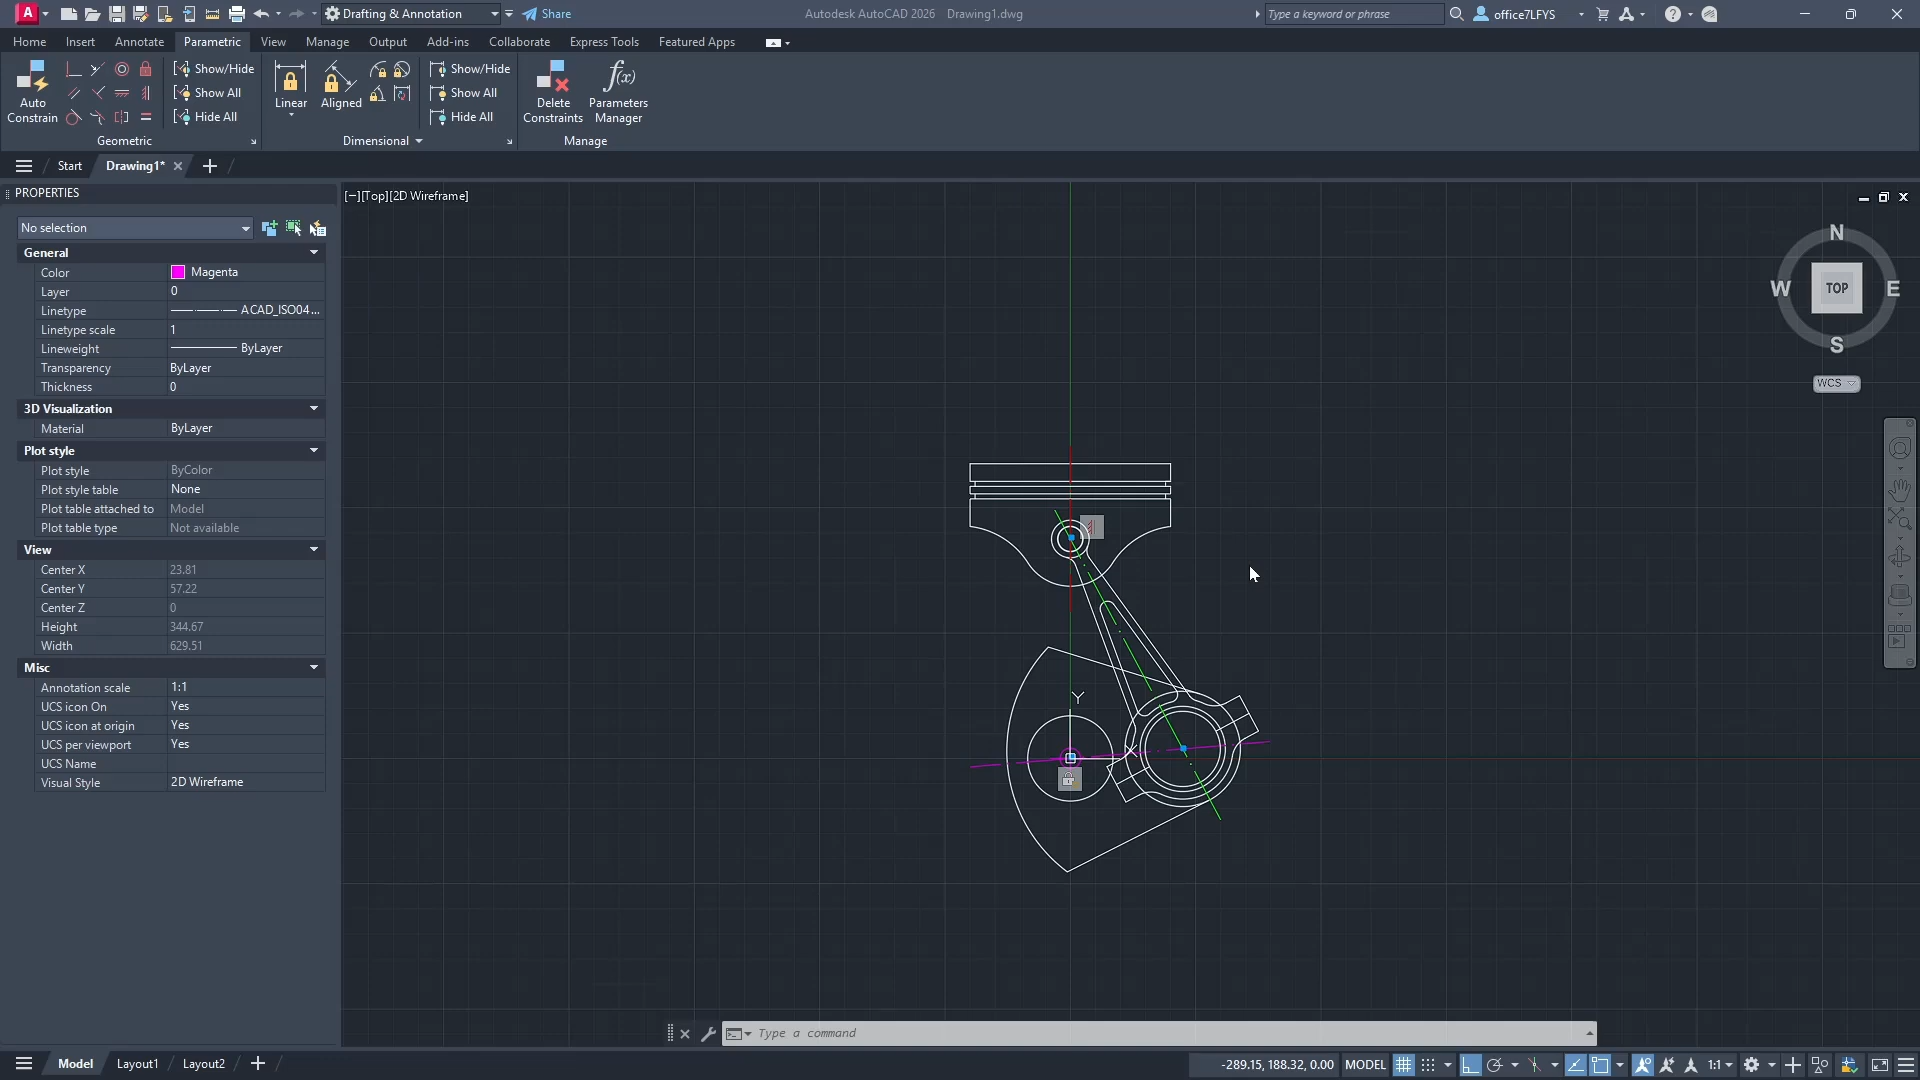 A
Drafting & Annotation
Share
Autodesk AutoCAD 2026 Drawing1.dwg
Type a keyword or phrase
office7LFYS
Home Insert Annotate Parametric View Manage Output Add-ins Collaborate Express Tools Featured Apps
Auto Constrain
Show/Hide
Show All
Hide All
Geometric
Linear
Aligned
Show/Hide
Show All
Hide All
Dimensional
Delete Constraints
f(x)
Parameters Manager
Manage
Start Drawing1*
PROPERTIES
No selection
General
Color Magenta
Layer 0
Linetype ACAD_ISO04...
Linetype scale 1
Lineweight ByLayer
Transparency ByLayer
Thickness 0
3D Visualization
Material ByLayer
Plot style
Plot style ByColor
Plot style table None
Plot table attached to Model
Plot table type Not available
View
Center X 23.81
Center Y 57.22
Center Z 0
Height 344.67
Width 629.51
Misc
Annotation scale 1:1
UCS icon On Yes
UCS icon at origin Yes
UCS per viewport Yes
UCS Name
Visual Style 2D Wireframe
[−][Top][2D Wireframe]
N
W TOP E
S
WCS
Y
X
Type a command
Model Layout1 Layout2
-289.15, 188.32, 0.00 MODEL 1:1